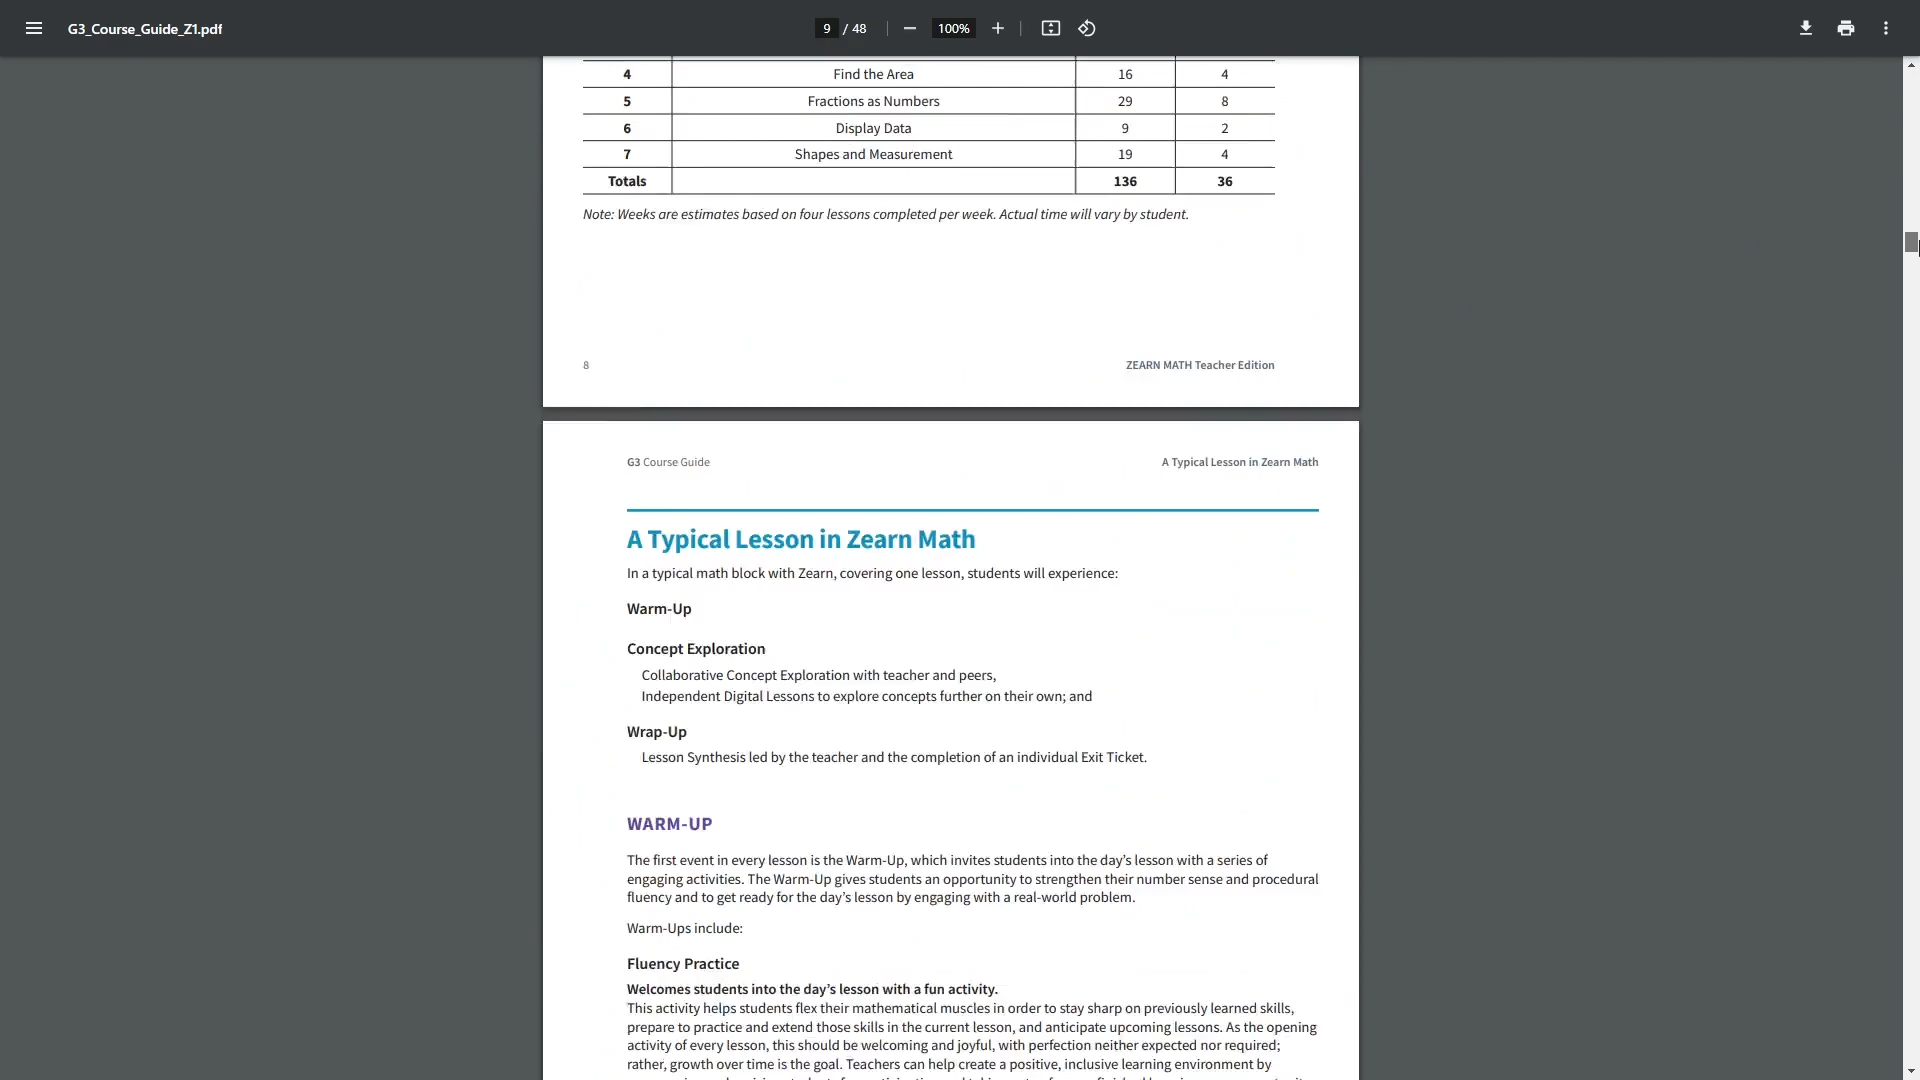 G3_Course_Guide_Z1.pdf
9 / 48
100%
4 Find the Area 16 4
5 Fractions as Numbers 29 8
6 Display Data 9 2
7 Shapes and Measurement 19 4
Totals 136 36
Note: Weeks are estimates based on four lessons completed per week. Actual time will vary by student.
8 ZEARN MATH Teacher Edition
G3 Course Guide A Typical Lesson in Zearn Math
A Typical Lesson in Zearn Math
In a typical math block with Zearn, covering one lesson, students will experience:
Warm-Up
Concept Exploration
Collaborative Concept Exploration with teacher and peers,
Independent Digital Lessons to explore concepts further on their own; and
Wrap-Up
Lesson Synthesis led by the teacher and the completion of an individual Exit Ticket.
WARM-UP
The first event in every lesson is the Warm-Up, which invites students into the day’s lesson with a series of
engaging activities. The Warm-Up gives students an opportunity to strengthen their number sense and procedural
fluency and to get ready for the day’s lesson by engaging with a real-world problem.
Warm-Ups include:
Fluency Practice
Welcomes students into the day’s lesson with a fun activity.
This activity helps students flex their mathematical muscles in order to stay sharp on previously learned skills,
prepare to practice and extend those skills in the current lesson, and anticipate upcoming lessons. As the opening
activity of every lesson, this should be welcoming and joyful, with perfection neither expected nor required;
rather, growth over time is the goal. Teachers can help create a positive, inclusive learning environment by